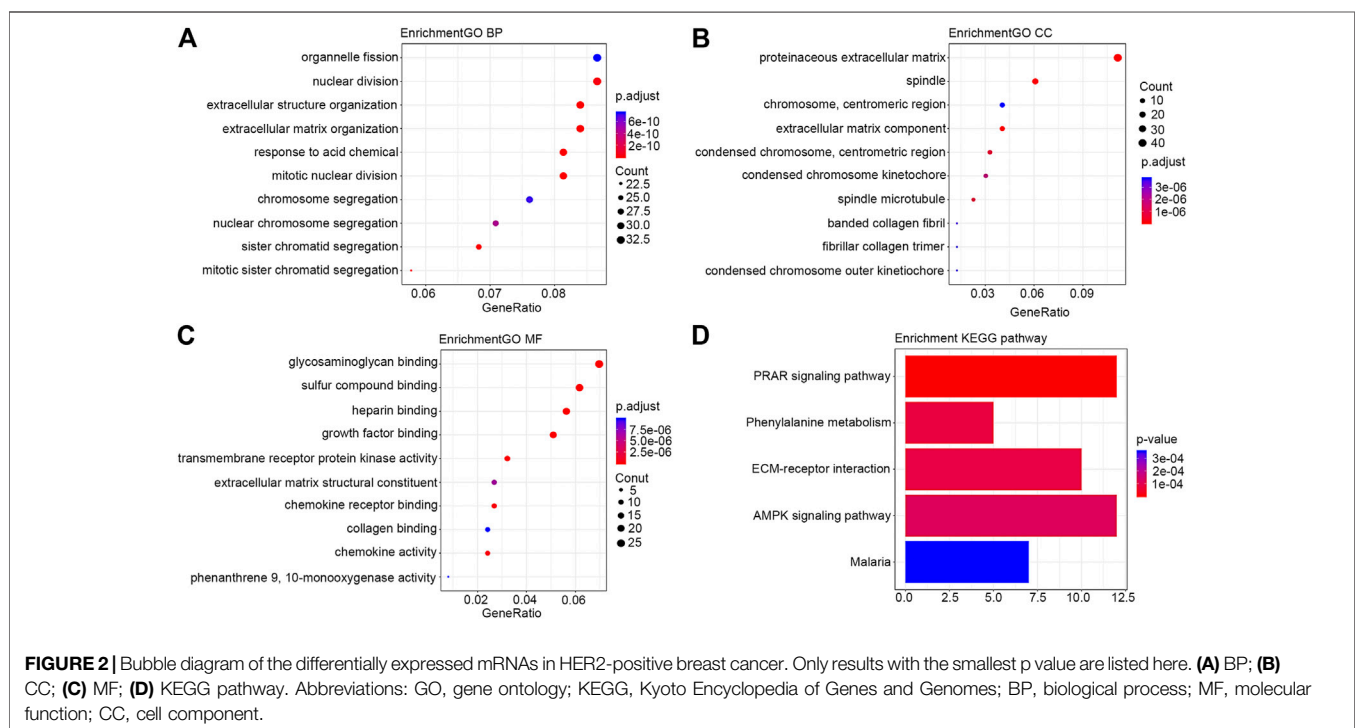 A
EnrichmentGO BP
organelle fission
nuclear division
extracellular structure organization
extracellular matrix organization
response to acid chemical
mitotic nuclear division
chromosome segregation
nuclear chromosome segregation
sister chromatid segregation
mitotic sister chromatid segregation
0.06 0.07 0.08
GeneRatio
p.adjust
6e-10
4e-10
2e-10
Count
22.5
25.0
27.5
30.0
32.5
B
EnrichmentGO CC
proteinaceous extracellular matrix
spindle
chromosome, centromeric region
extracellular matrix component
condensed chromosome, centrometric region
condensed chromosome kinetochore
spindle microtubule
banded collagen fibril
fibrillar collagen trimer
condensed chromosome outer kinetiochore
0.03 0.06 0.09
GeneRatio
Count
10
20
30
40
p.adjust
3e-06
2e-06
1e-06
C
EnrichmentGO MF
glycosaminoglycan binding
sulfur compound binding
heparin binding
growth factor binding
transmembrane receptor protein kinase activity
extracellular matrix structural constituent
chemokine receptor binding
collagen binding
chemokine activity
phenanthrene 9, 10-monooxygenase activity
0.02 0.04 0.06
GeneRatio
p.adjust
7.5e-06
5.0e-06
2.5e-06
Conut
5
10
15
20
25
D
Enrichment KEGG pathway
PRAR signaling pathway
Phenylalanine metabolism
ECM-receptor interaction
AMPK signaling pathway
Malaria
0.0 2.5 5.0 7.5 10.0 12.5
p-value
3e-04
2e-04
1e-04
FIGURE 2 | Bubble diagram of the differentially expressed mRNAs in HER2-positive breast cancer. Only results with the smallest p value are listed here. (A) BP; (B)
CC; (C) MF; (D) KEGG pathway. Abbreviations: GO, gene ontology; KEGG, Kyoto Encyclopedia of Genes and Genomes; BP, biological process; MF, molecular
function; CC, cell component.